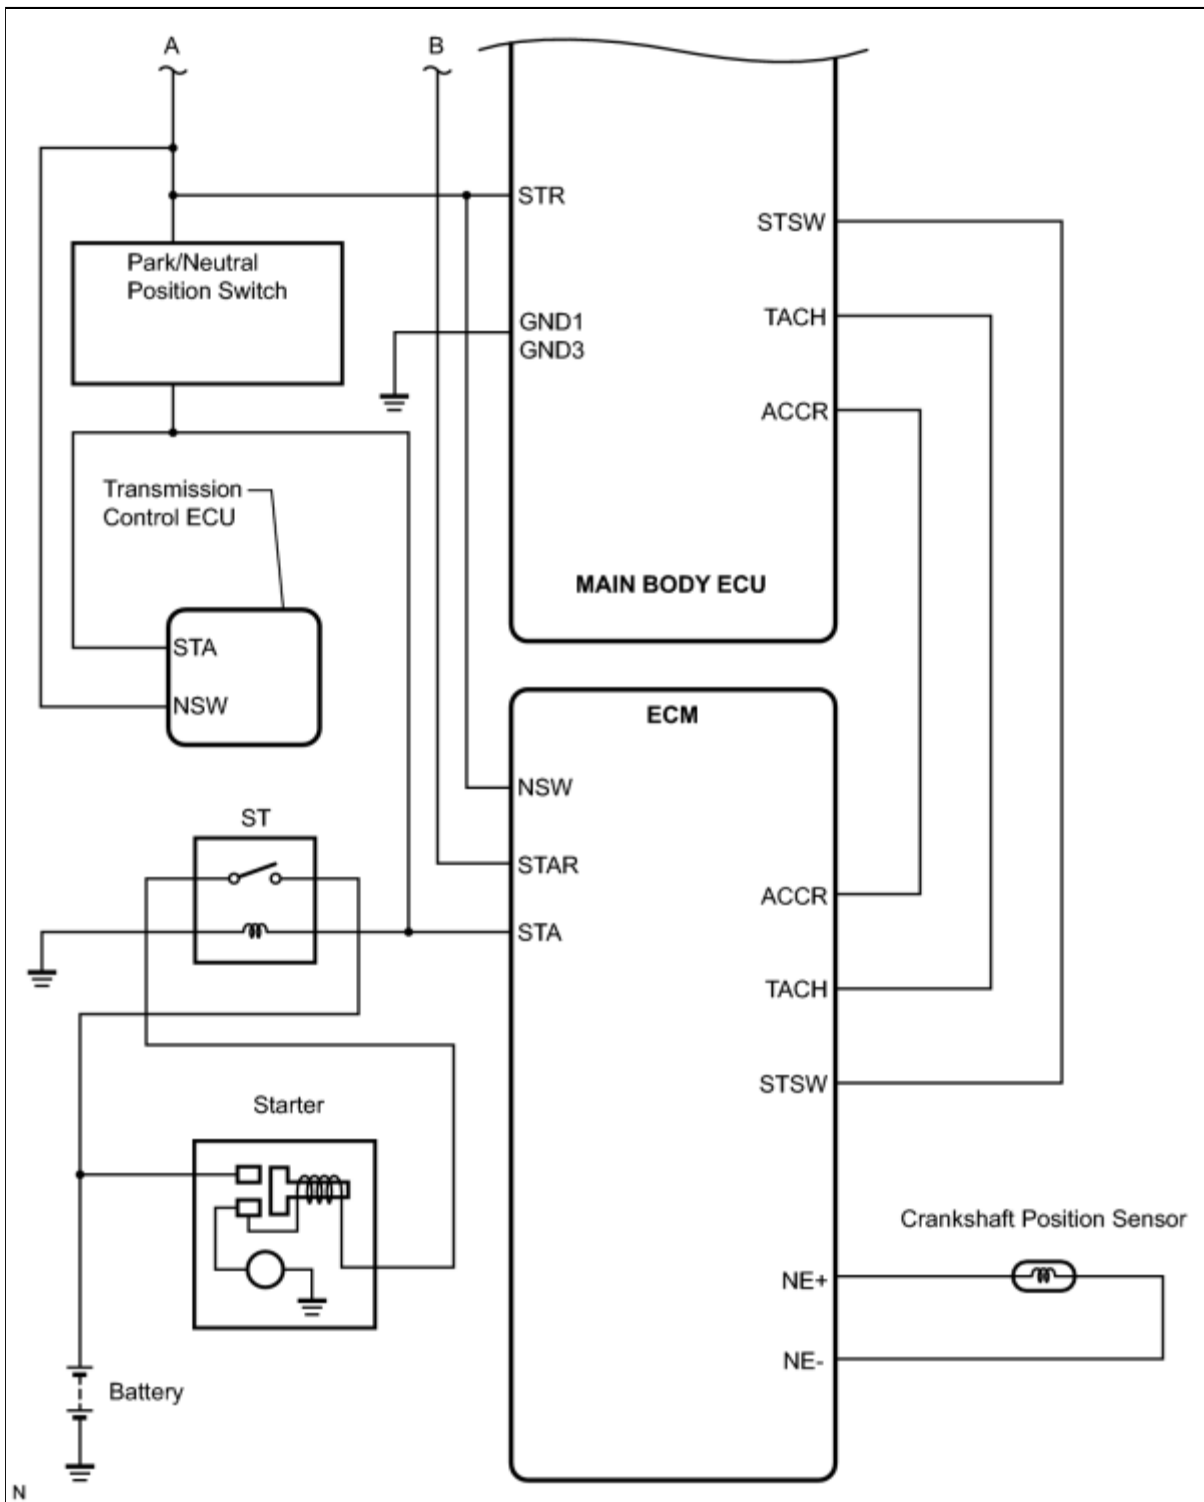 A
B
STR
STSW
Park/Neutral
Position Switch
GND1
GND3
TACH
ACCR
Transmission
Control ECU
MAIN BODY ECU
STA
NSW
ECM
NSW
ST
STAR
ACCR
STA
TACH
STSW
Starter
Crankshaft Position Sensor
NE+
NE-
Battery
N